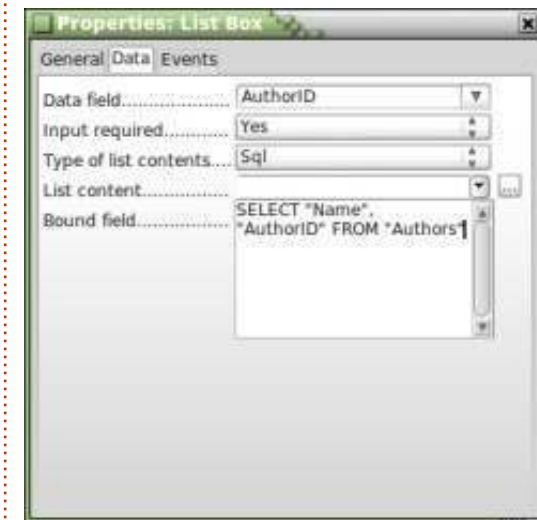 Properties: List Box
General Data Events
Data field.................... AuthorID
Input required............. Yes
Type of list contents.... Sql
List content................. ...
Bound field..................
SELECT "Name",
"AuthorID" FROM "Authors"